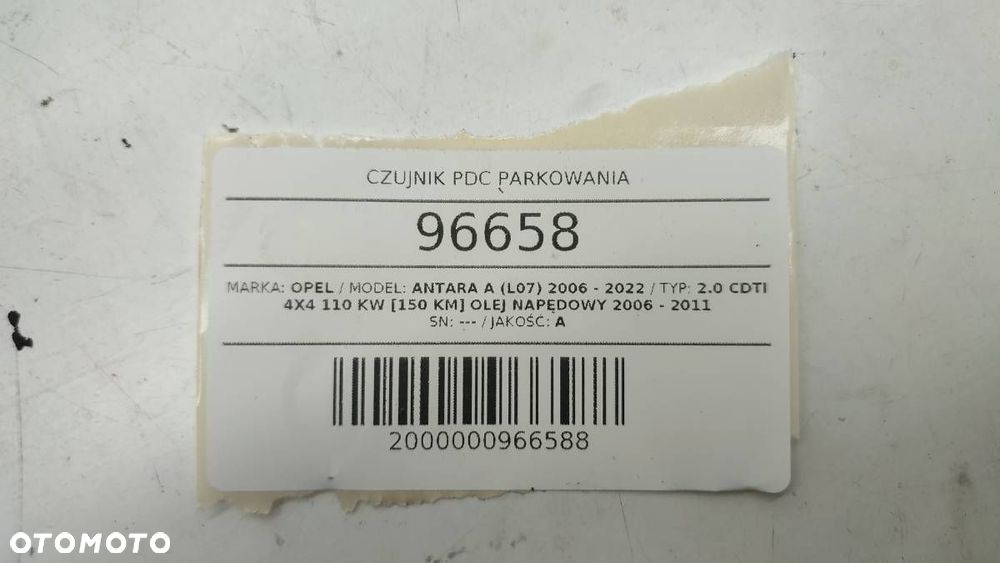 CZUJNIK PDC PARKOWANIA
96658
MARKA: OPEL / MODEL: ANTARA A (L07) 2006 - 2022 / TYP: 2.0 CDTI
4X4 110 KW [150 KM] OLEJ NAPĘDOWY 2006 - 2011
SN: --- / JAKOŚĆ: A
2000000966588
OTOMOTO